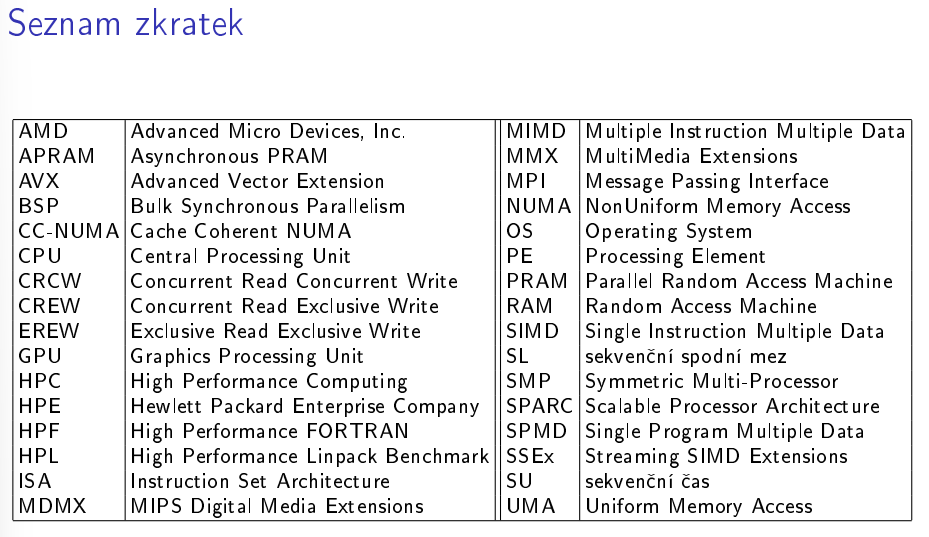 Seznam zkratek
AMD Advanced Micro Devices, Inc. MIMD Multiple Instruction Multiple Data
APRAM Asynchronous PRAM MMX MultiMedia Extensions
AVX Advanced Vector Extension MPI Message Passing Interface
BSP Bulk Synchronous Parallelism NUMA NonUniform Memory Access
CC-NUMA Cache Coherent NUMA OS Operating System
CPU Central Processing Unit PE Processing Element
CRCW Concurrent Read Concurrent Write PRAM Parallel Random Access Machine
CREW Concurrent Read Exclusive Write RAM Random Access Machine
EREW Exclusive Read Exclusive Write SIMD Single Instruction Multiple Data
GPU Graphics Processing Unit SL sekvenční spodní mez
HPC High Performance Computing SMP Symmetric Multi-Processor
HPE Hewlett Packard Enterprise Company SPARC Scalable Processor Architecture
HPF High Performance FORTRAN SPMD Single Program Multiple Data
HPL High Performance Linpack Benchmark SSEx Streaming SIMD Extensions
ISA Instruction Set Architecture SU sekvenční čas
MDMX MIPS Digital Media Extensions UMA Uniform Memory Access